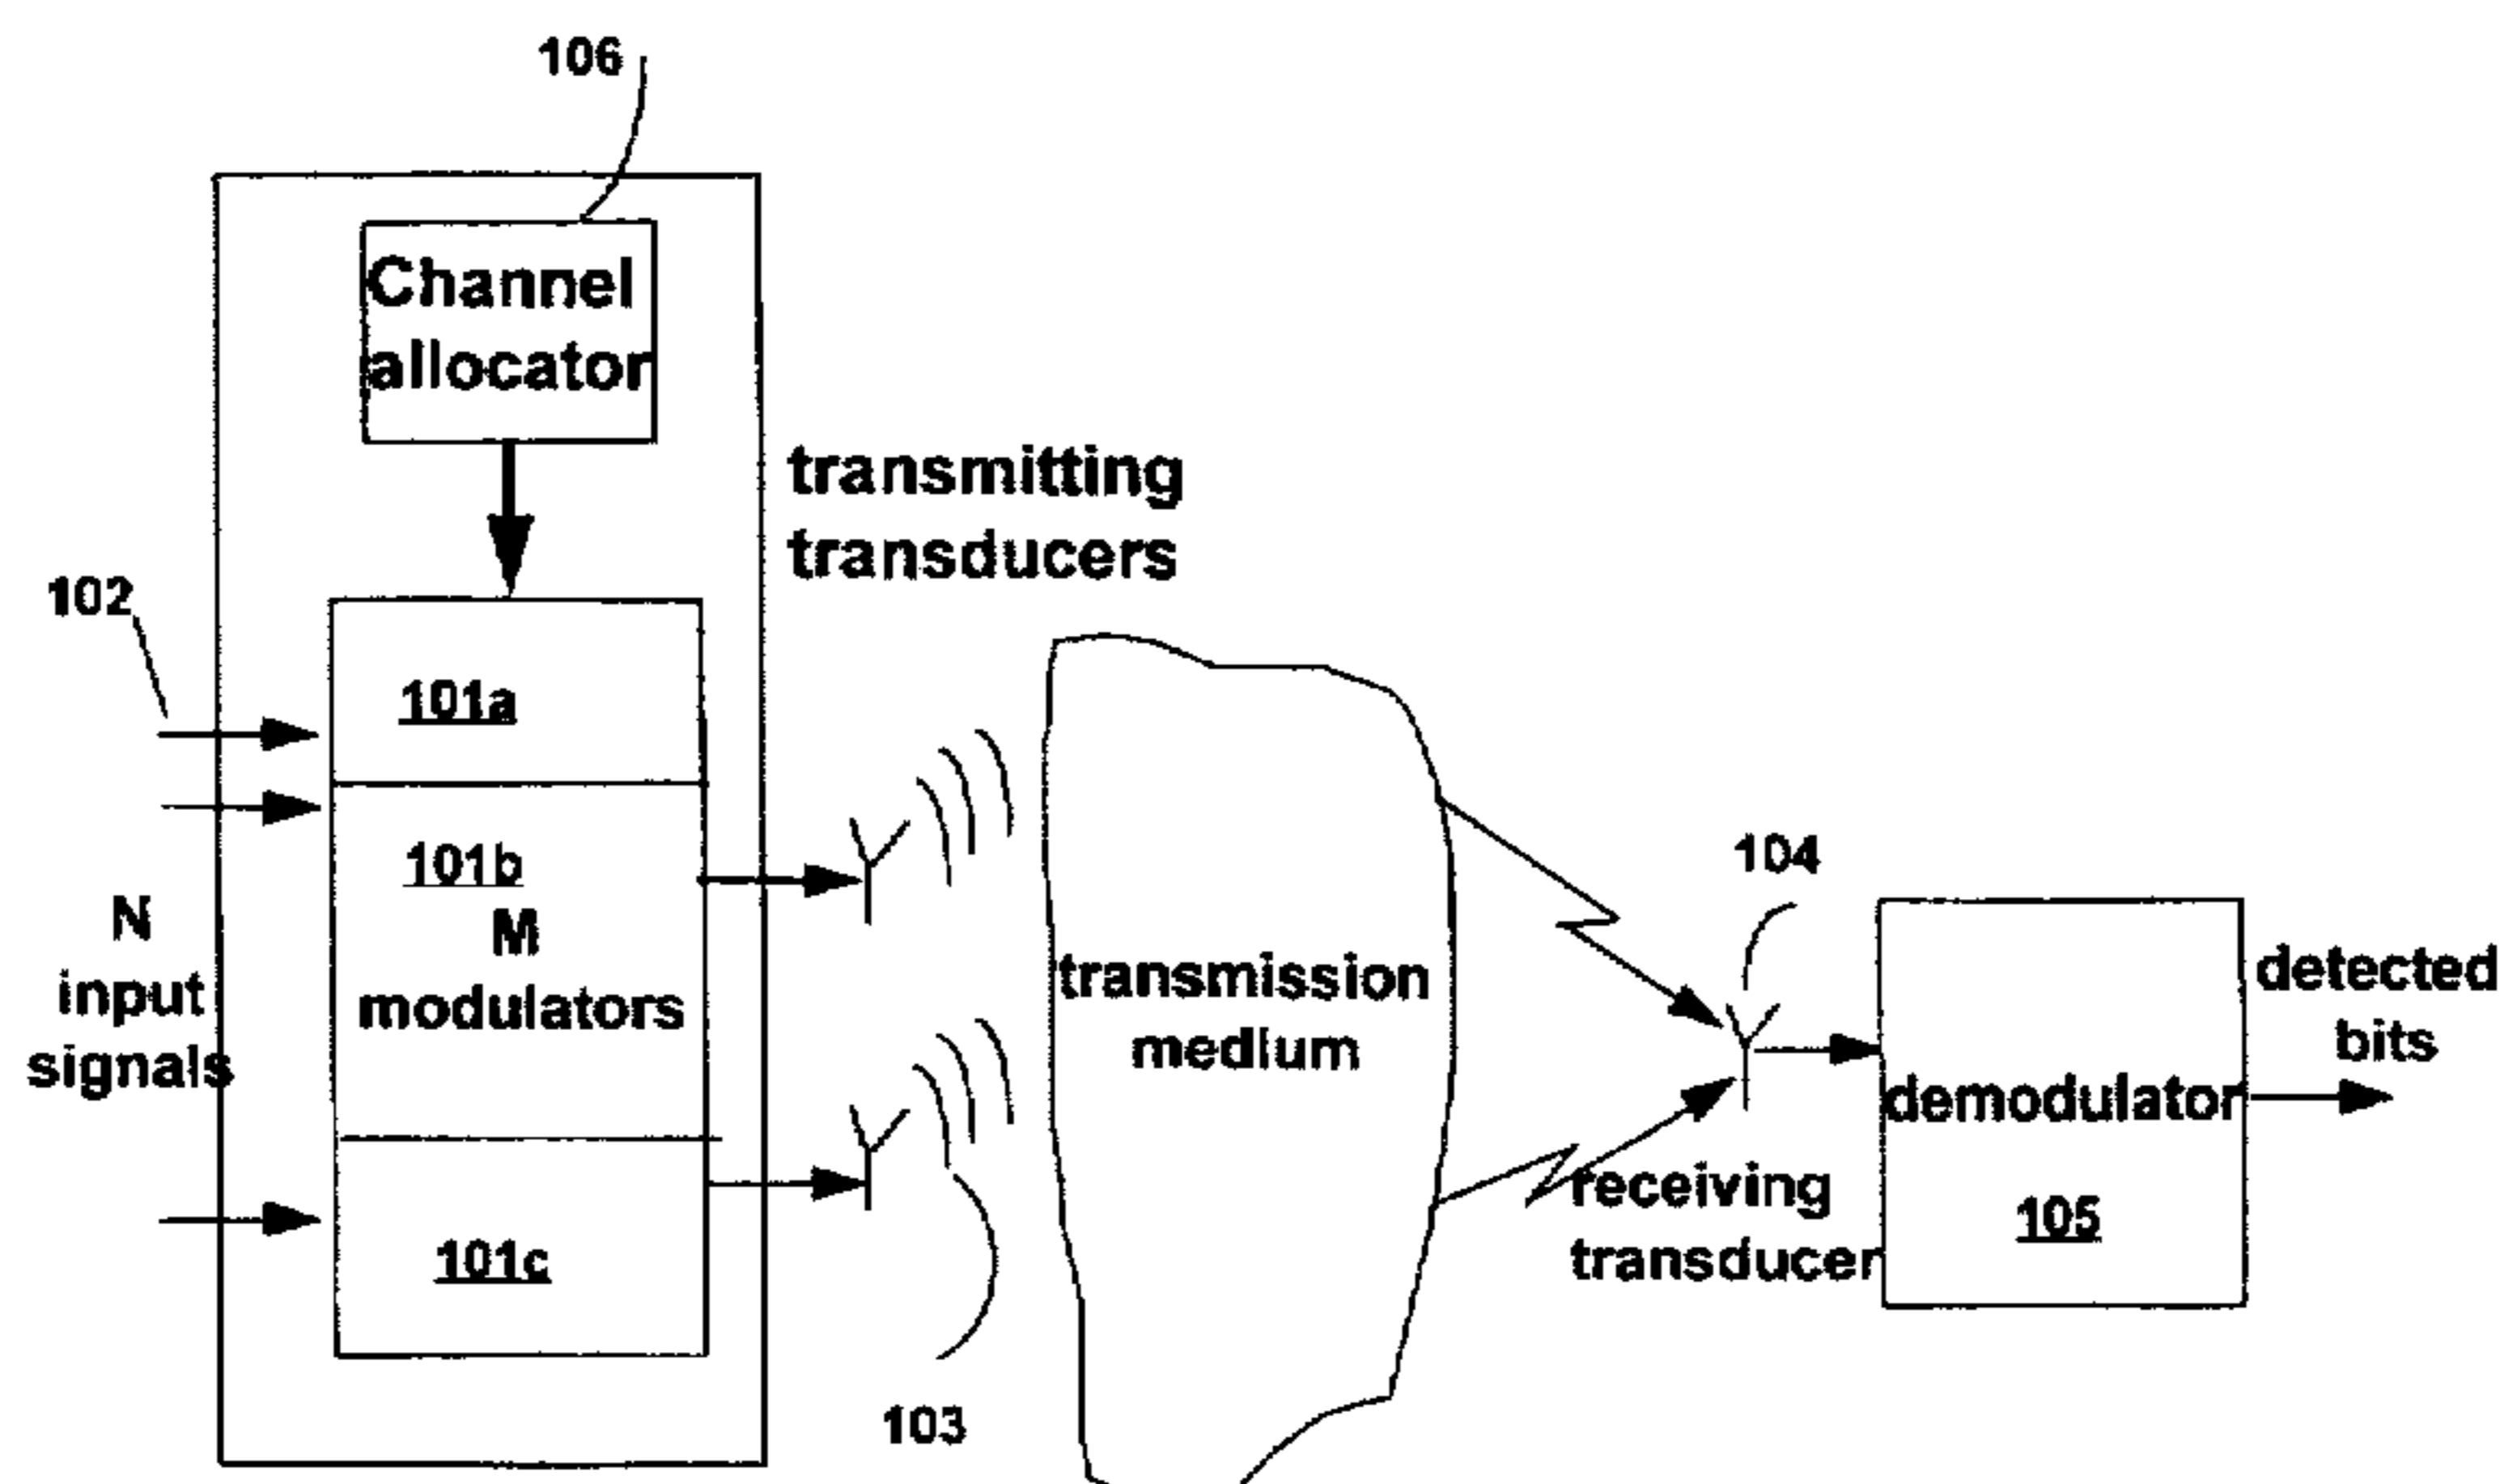 106
Channel
allocator
transmitting
transducers
102
101a
101b
M
modulators
101c
N
input
signals
103
transmission
medium
104
receiving
transducer
demodulator
105
detected
bits